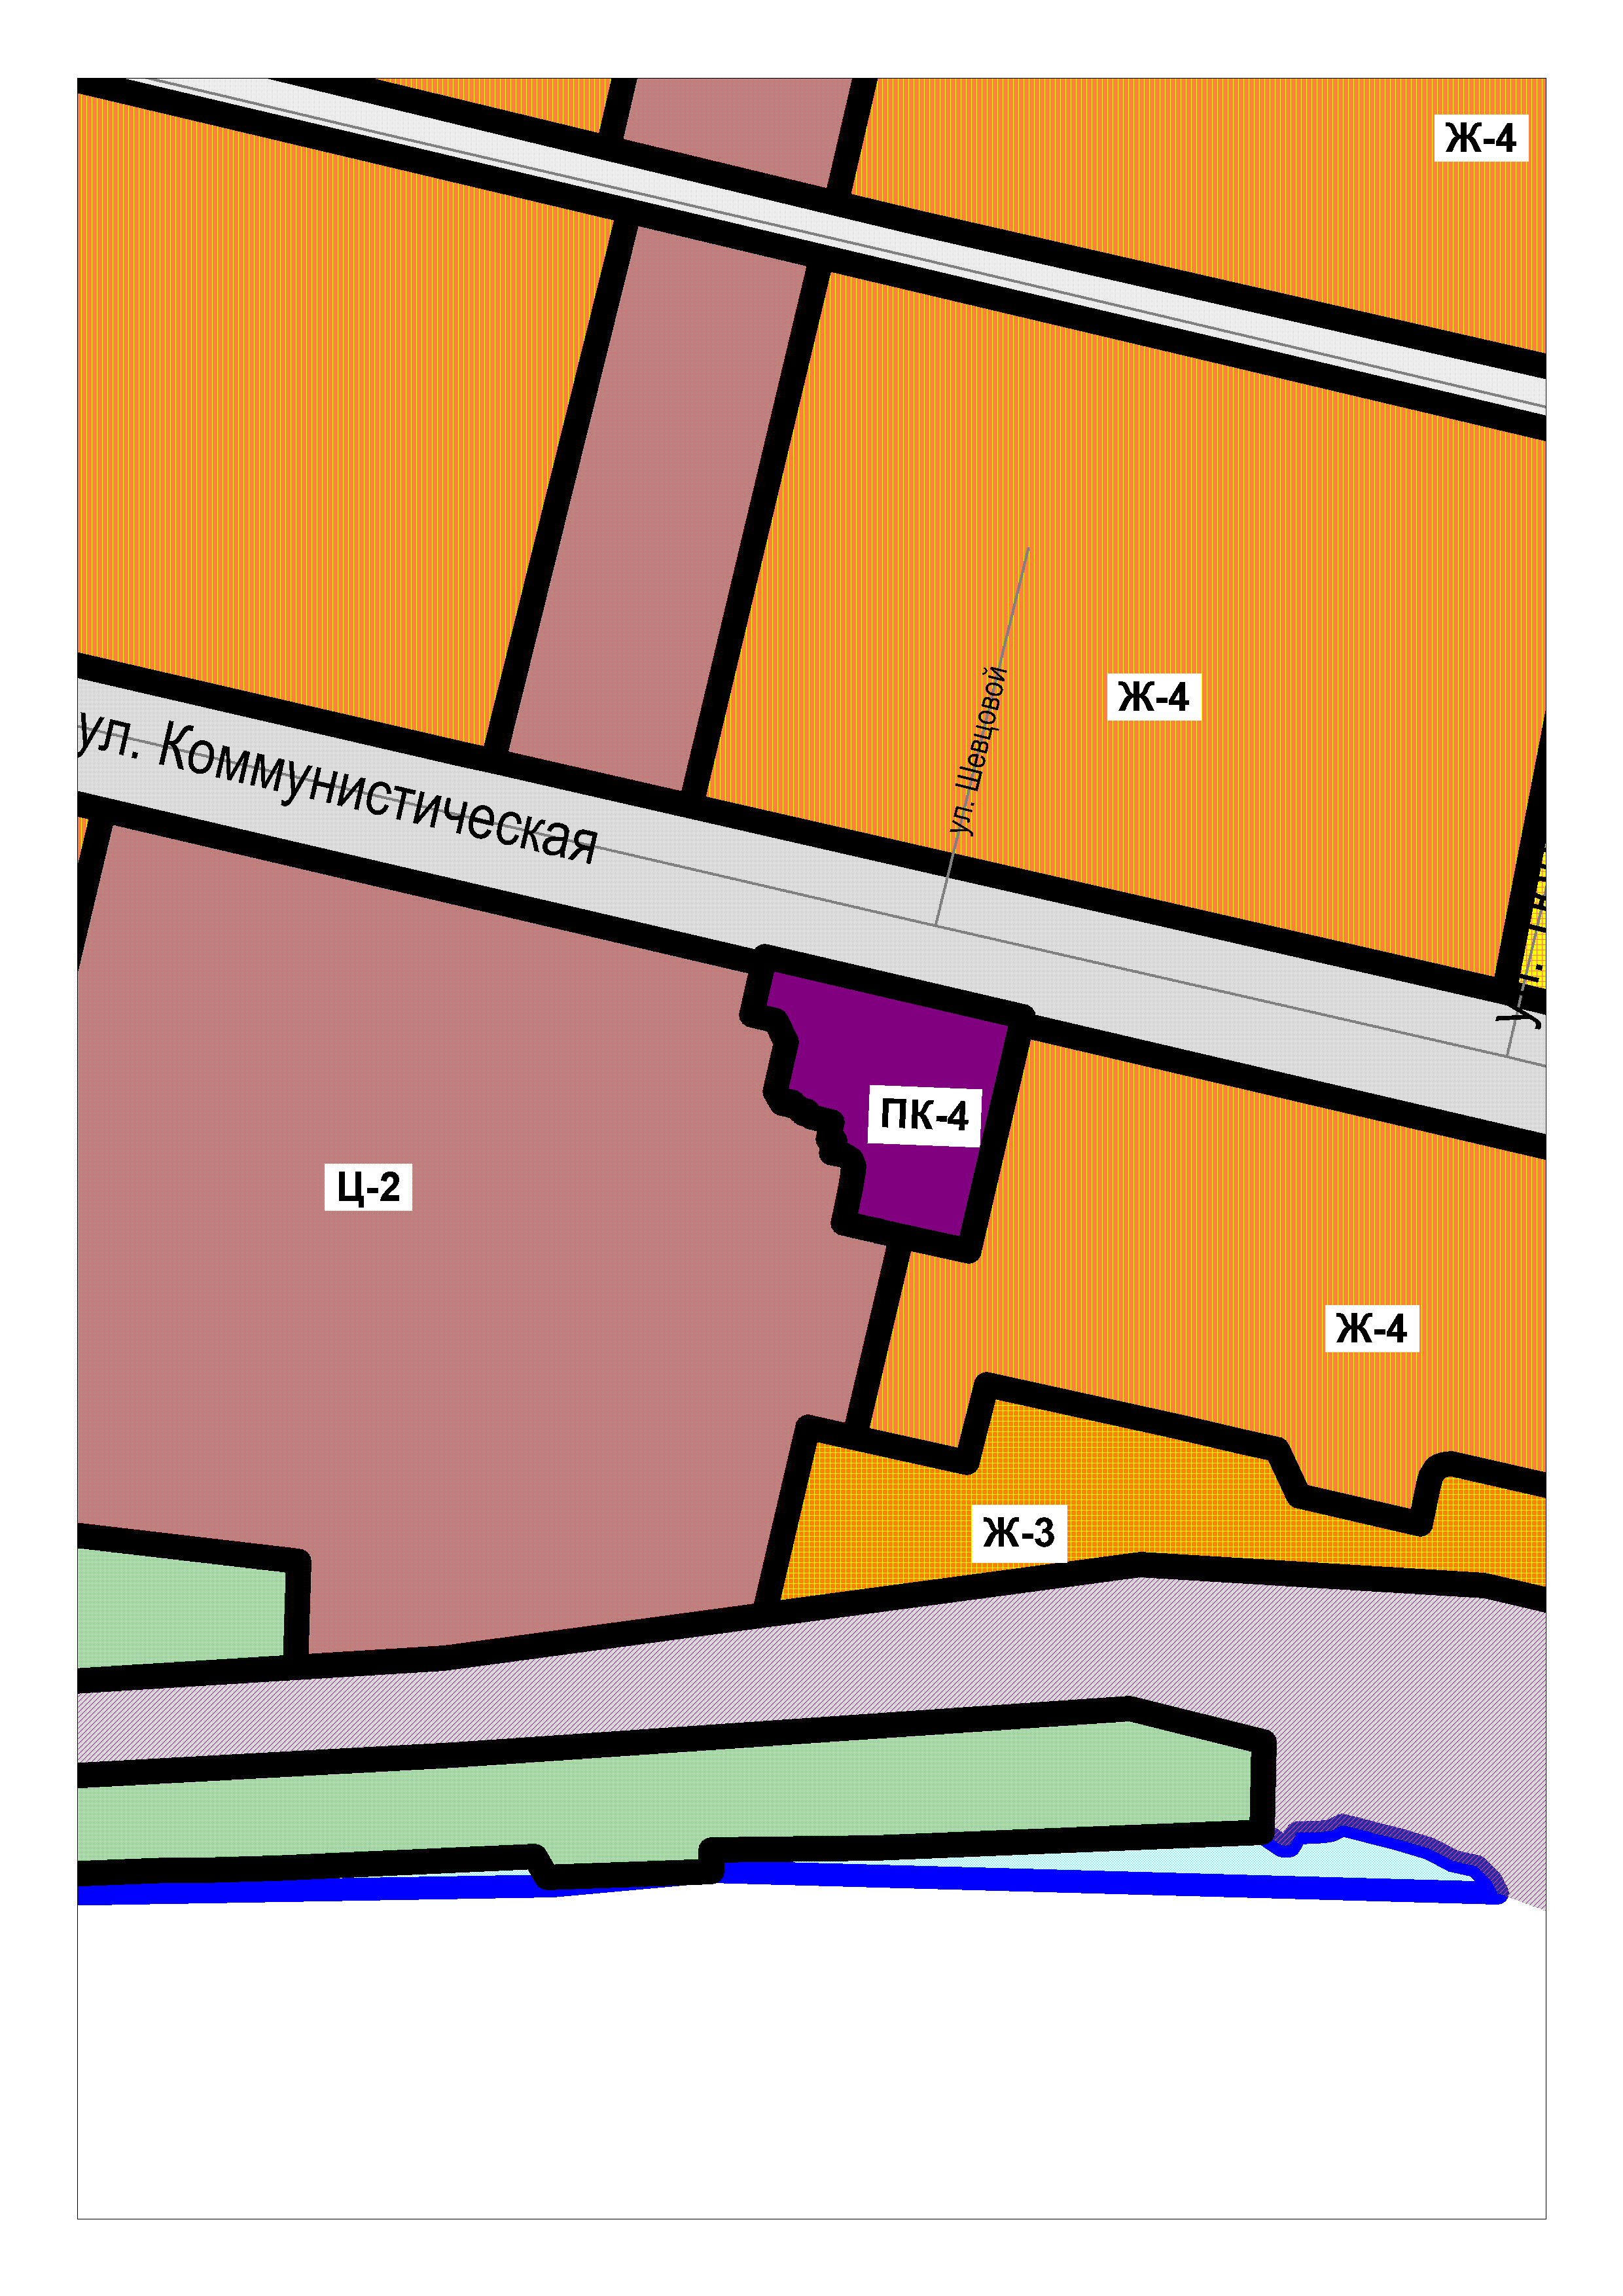 Ж-4
Ж-4
ул. Шевцовой
ул. Коммунистическая
ПК-4
Ц-2
Ж-4
Ж-3